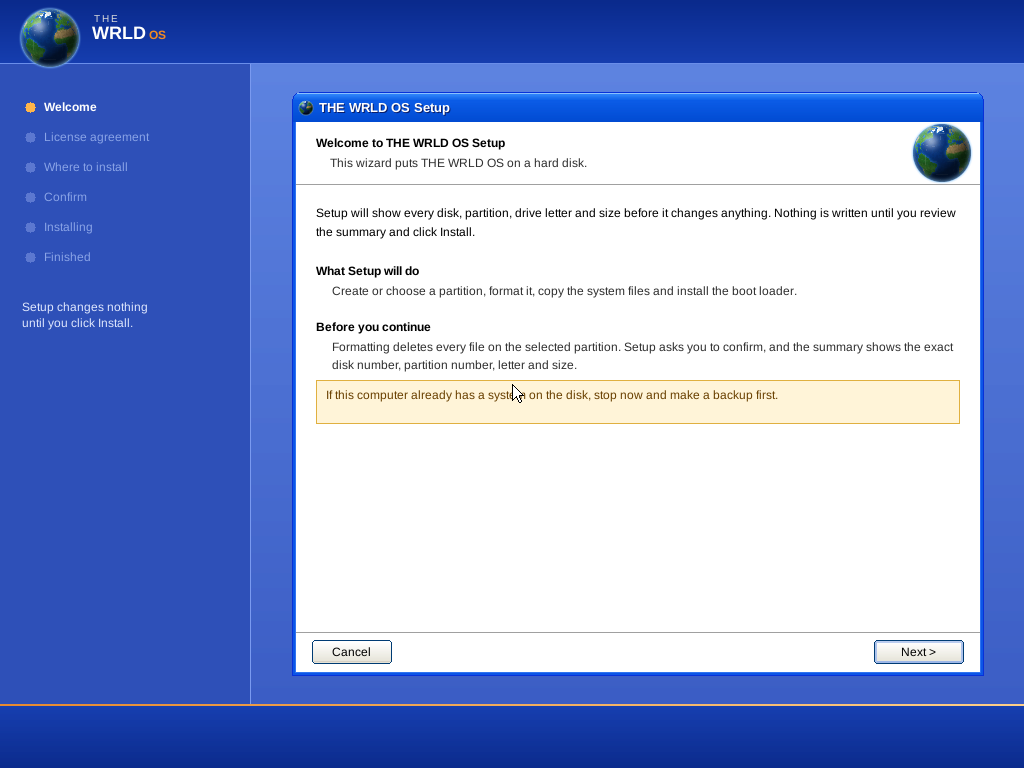 THE
WRLD OS
Welcome
License agreement
Where to install
Confirm
Installing
Finished
Setup changes nothing
until you click Install.
THE WRLD OS Setup
Welcome to THE WRLD OS Setup
This wizard puts THE WRLD OS on a hard disk.
Setup will show every disk, partition, drive letter and size before it changes anything. Nothing is written until you review
the summary and click Install.
What Setup will do
Create or choose a partition, format it, copy the system files and install the boot loader.
Before you continue
Formatting deletes every file on the selected partition. Setup asks you to confirm, and the summary shows the exact
disk number, partition number, letter and size.
If this computer already has a system on the disk, stop now and make a backup first.
Cancel
Next >